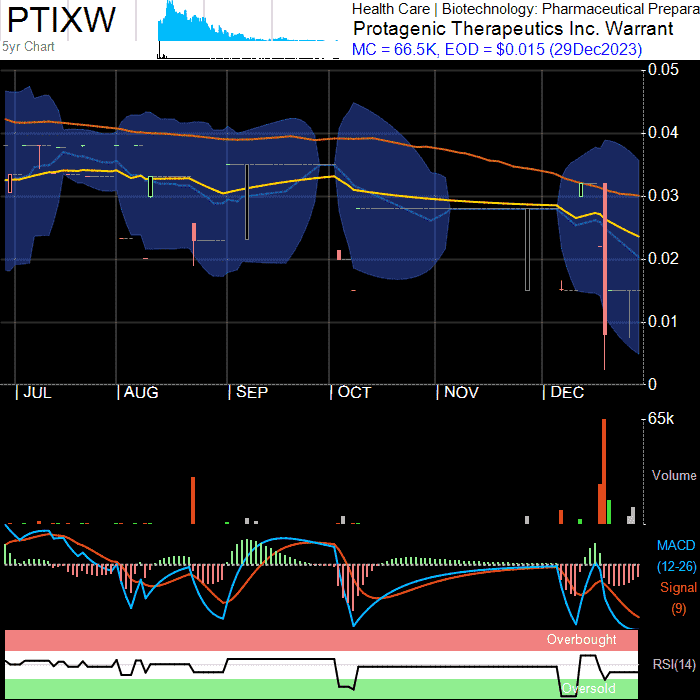 PTIXW
5yr Chart
Health Care | Biotechnology: Pharmaceutical Prepara
Protagenic Therapeutics Inc. Warrant
MC = 66.5K, EOD = $0.015 (29Dec2023)
0.05
0.04
0.03
0.02
0.01
0
| JUL | AUG | SEP | OCT | NOV | DEC
65k
Volume
MACD
(12-26)
Signal
(9)
Overbought
RSI(14)
Oversold